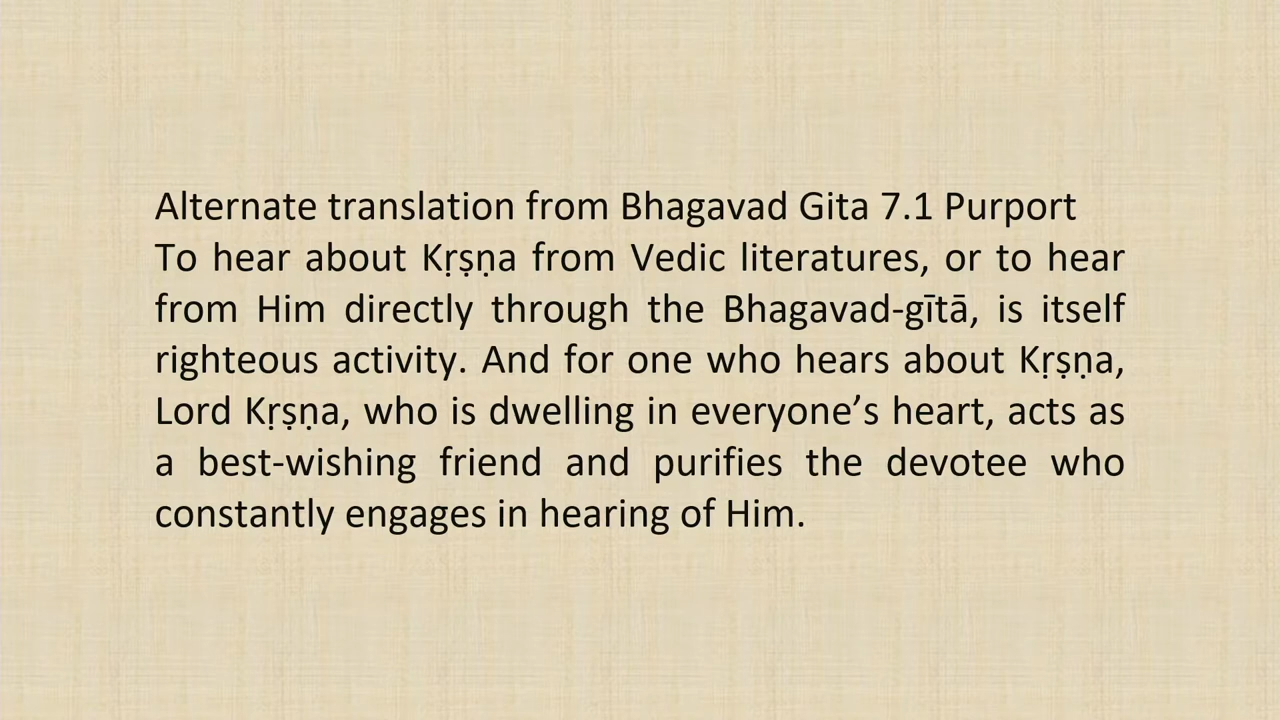 Alternate translation from Bhagavad Gita 7.1 Purport
To hear about Kṛṣṇa from Vedic literatures, or to hear
from Him directly through the Bhagavad-gītā, is itself
righteous activity. And for one who hears about Kṛṣṇa,
Lord Kṛṣṇa, who is dwelling in everyone’s heart, acts as
a best-wishing friend and purifies the devotee who
constantly engages in hearing of Him.